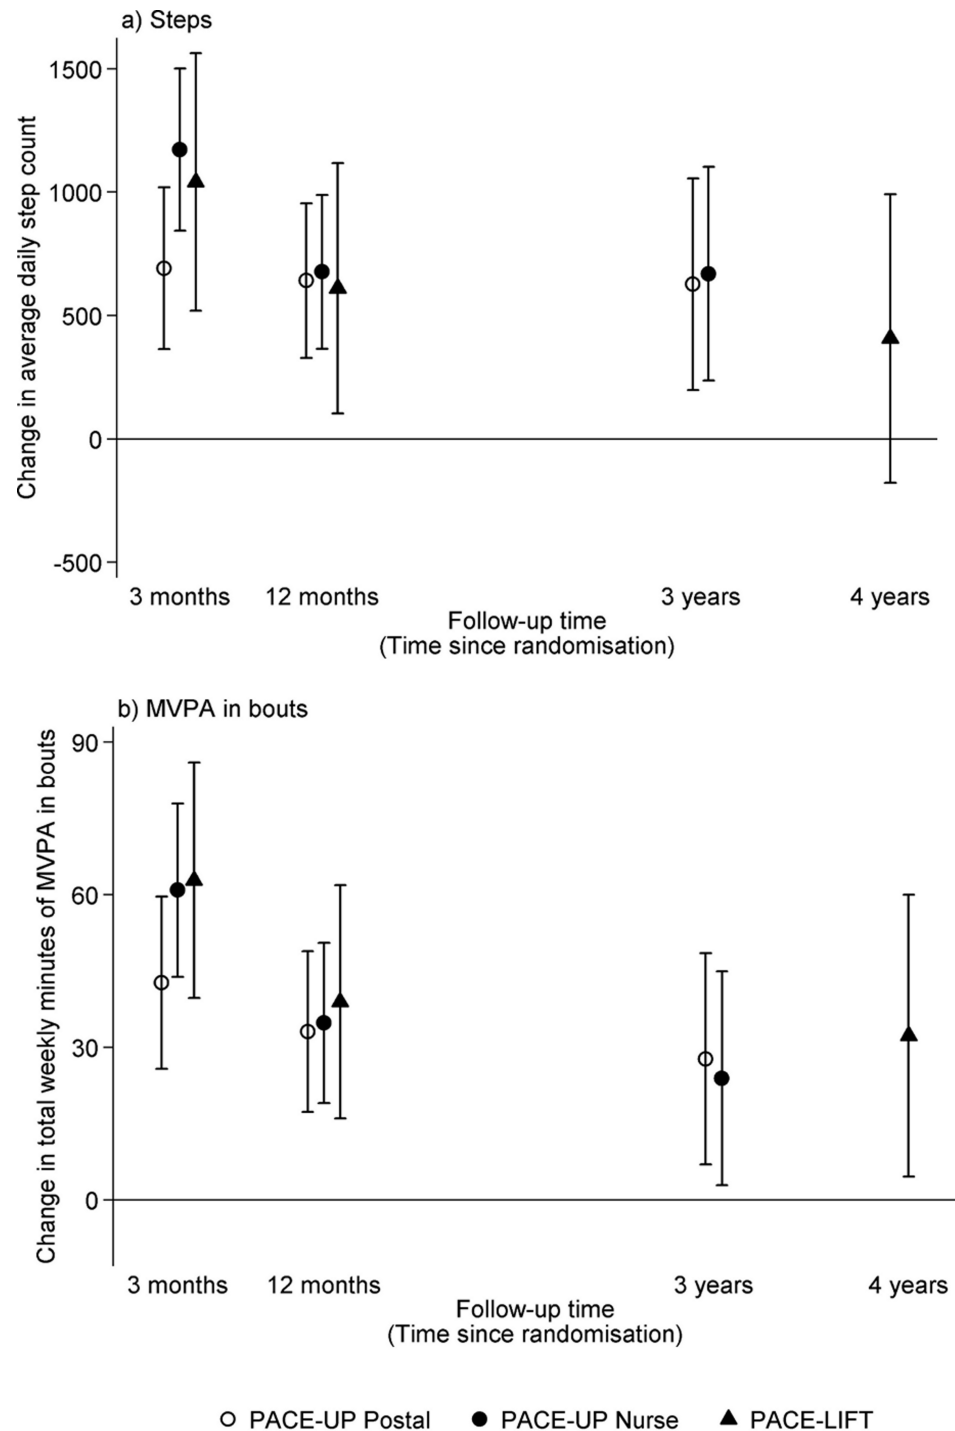 a) Steps
Change in average daily step count
1500
1000
500
0
-500
3 months 12 months 3 years 4 years
Follow-up time
(Time since randomisation)
b) MVPA in bouts
Change in total weekly minutes of MVPA in bouts
90
60
30
0
3 months 12 months 3 years 4 years
Follow-up time
(Time since randomisation)
PACE-UP Postal PACE-UP Nurse PACE-LIFT